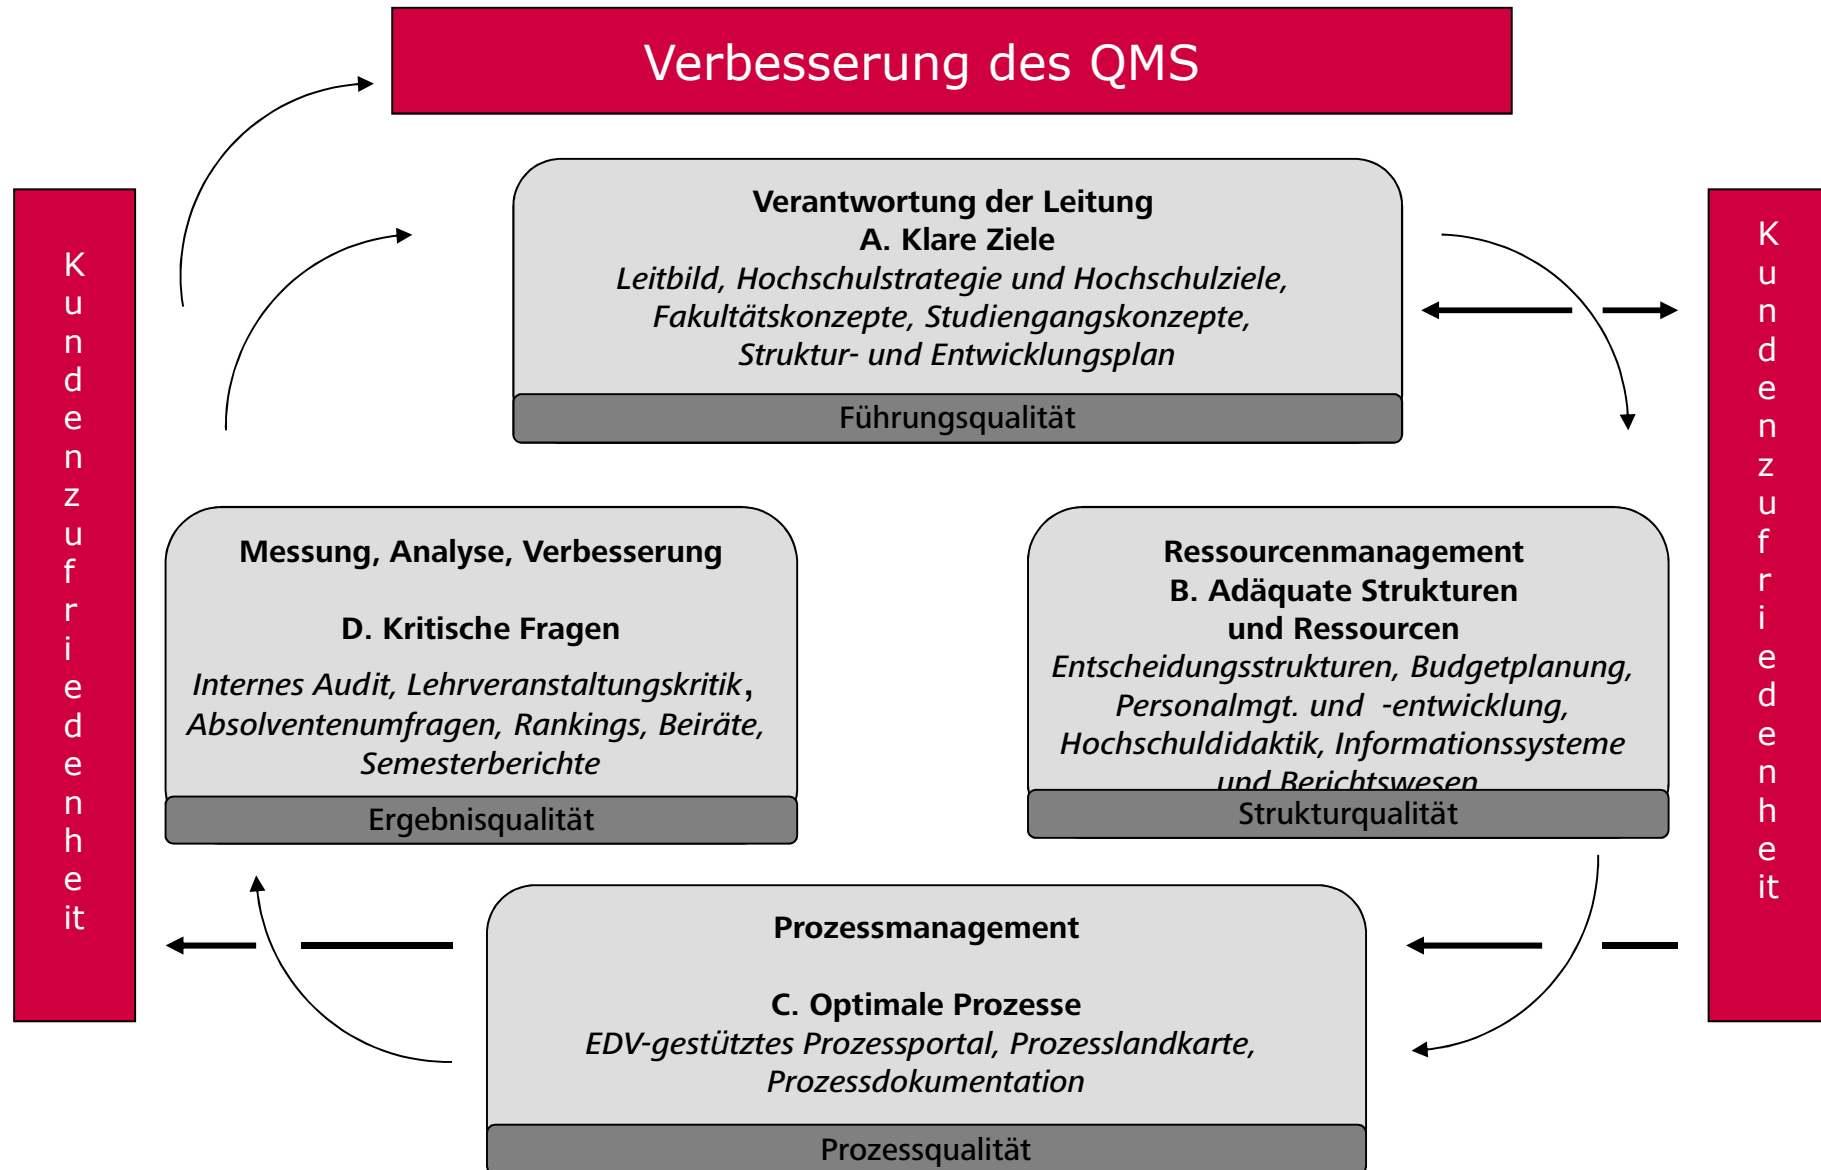 Verbesserung des QMS
Kundenzufriedenheit
Verantwortung der Leitung
A. Klare Ziele
Leitbild, Hochschulstrategie und Hochschulziele,
Fakultätskonzepte, Studiengangskonzepte,
Struktur- und Entwicklungsplan
Führungsqualität
Kundenzufriedenheit
Messung, Analyse, Verbesserung
D. Kritische Fragen
Internes Audit, Lehrveranstaltungskritik,
Absolventenumfragen, Rankings, Beiräte,
Semesterberichte
Ergebnisqualität
Ressourcenmanagement
B. Adäquate Strukturen
und Ressourcen
Entscheidungsstrukturen, Budgetplanung,
Personalmgt. und -entwicklung,
Hochschuldidaktik, Informationssysteme
und Berichtswesen
Strukturqualität
Prozessmanagement
C. Optimale Prozesse
EDV-gestütztes Prozessportal, Prozesslandkarte,
Prozessdokumentation
Prozessqualität